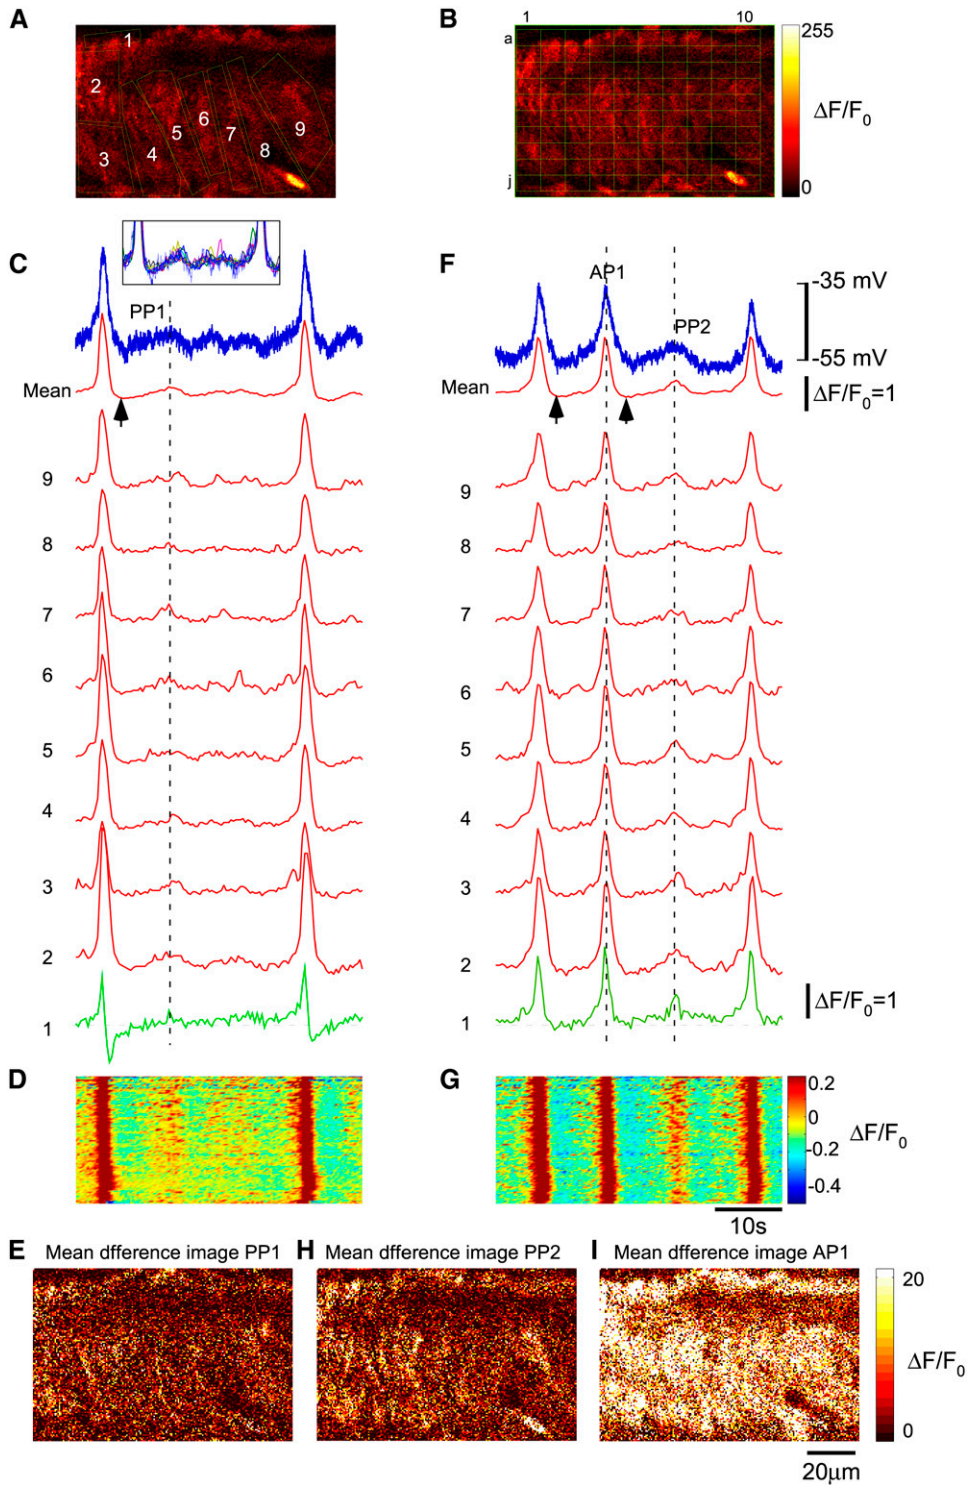 A
1
2
3
4
5
6
7
8
9
B
1 10
a
j
255
ΔF/F0
0
C
PP1
Mean
9
8
7
6
5
4
3
2
1
F
AP1
PP2
-35 mV
-55 mV
Mean
ΔF/F0=1
9
8
7
6
5
4
3
2
1
ΔF/F0=1
D
G
0.2
0
-0.2
-0.4
ΔF/F0
10s
E Mean dfference image PP1
H Mean dfference image PP2
I Mean dfference image AP1
20
ΔF/F0
0
20μm